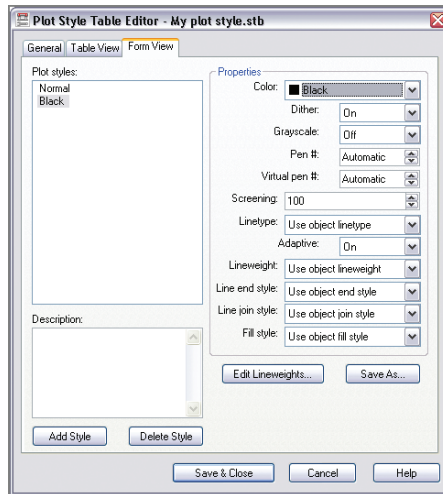 Plot Style Table Editor - My plot style.stb
General Table View Form View
Plot styles:
Normal
Black
Description:
Add Style Delete Style
Properties
Color: Black
Dither: On
Grayscale: Off
Pen #: Automatic
Virtual pen #: Automatic
Screening: 100
Linetype: Use object linetype
Adaptive: On
Lineweight: Use object lineweight
Line end style: Use object end style
Line join style: Use object join style
Fill style: Use object fill style
Edit Lineweights... Save As...
Save & Close Cancel Help